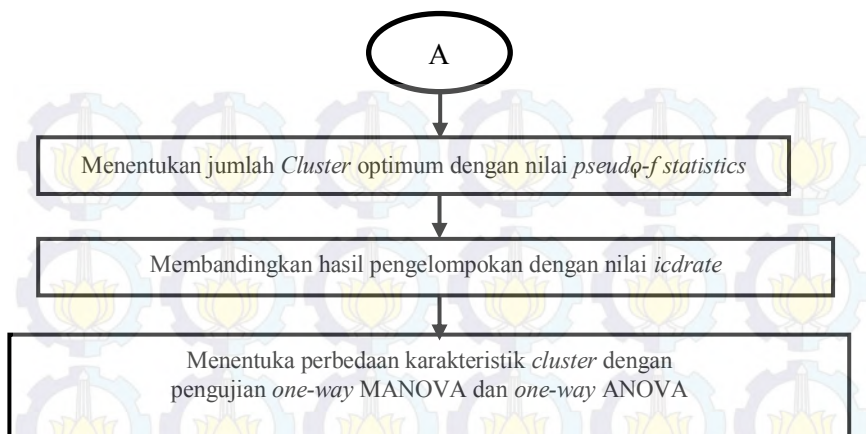 A
Menentukan jumlah Cluster optimum dengan nilai pseudo-f statistics
Membandingkan hasil pengelompokan dengan nilai icdrate
Menentuka perbedaan karakteristik cluster dengan
pengujian one-way MANOVA dan one-way ANOVA